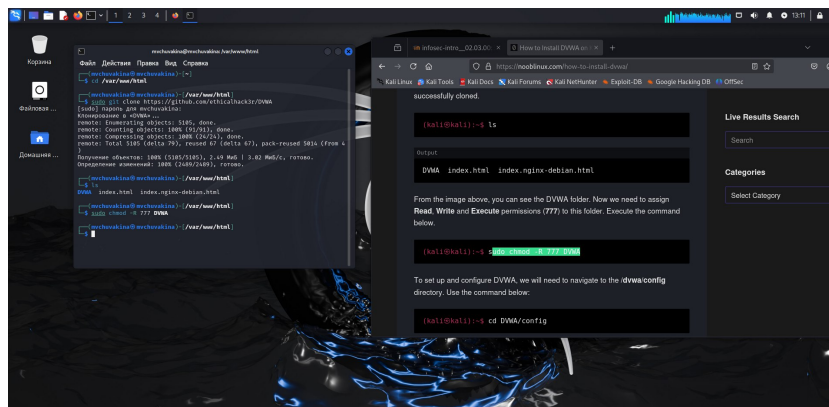 1 2 3 4
13:11
Корзина
Файловая ...
Домашняя ...
mvchuvakina@mvchuvakina: /var/www/html
Файл Действия Правка Вид Справка
(mvchuvakina㉿mvchuvakina)-[~]
$ cd /var/www/html
(mvchuvakina㉿mvchuvakina)-[/var/www/html]
$ sudo git clone https://github.com/ethicalhack3r/DVWA
[sudo] пароль для mvchuvakina:
Клонирование в «DVWA»...
remote: Enumerating objects: 5105, done.
remote: Counting objects: 100% (91/91), done.
remote: Compressing objects: 100% (24/24), done.
remote: Total 5105 (delta 79), reused 67 (delta 67), pack-reused 5014 (from 4
)
Получение объектов: 100% (5105/5105), 2.49 МиБ | 3.02 МиБ/с, готово.
Определение изменений: 100% (2489/2489), готово.
(mvchuvakina㉿mvchuvakina)-[/var/www/html]
$ ls
DVWA index.html index.nginx-debian.html
(mvchuvakina㉿mvchuvakina)-[/var/www/html]
$ sudo chmod -R 777 DVWA
(mvchuvakina㉿mvchuvakina)-[/var/www/html]
$
infosec-intro__02.03.00
How to Install DVWA on
https://nooblinux.com/how-to-install-dvwa/
Kali Linux Kali Tools Kali Docs Kali Forums Kali NetHunter Exploit-DB Google Hacking DB OffSec
successfully cloned.
(kali㉿kali):~$ ls
Output
DVWA index.html index.nginx-debian.html
From the image above, you can see the DVWA folder. Now we need to assign
Read, Write and Execute permissions (777) to this folder. Execute the command
below.
(kali㉿kali):~$ sudo chmod -R 777 DVWA
To set up and configure DVWA, we will need to navigate to the /dvwa/config
directory. Use the command below:
(kali㉿kali):~$ cd DVWA/config
Live Results Search
Search
Categories
Select Category